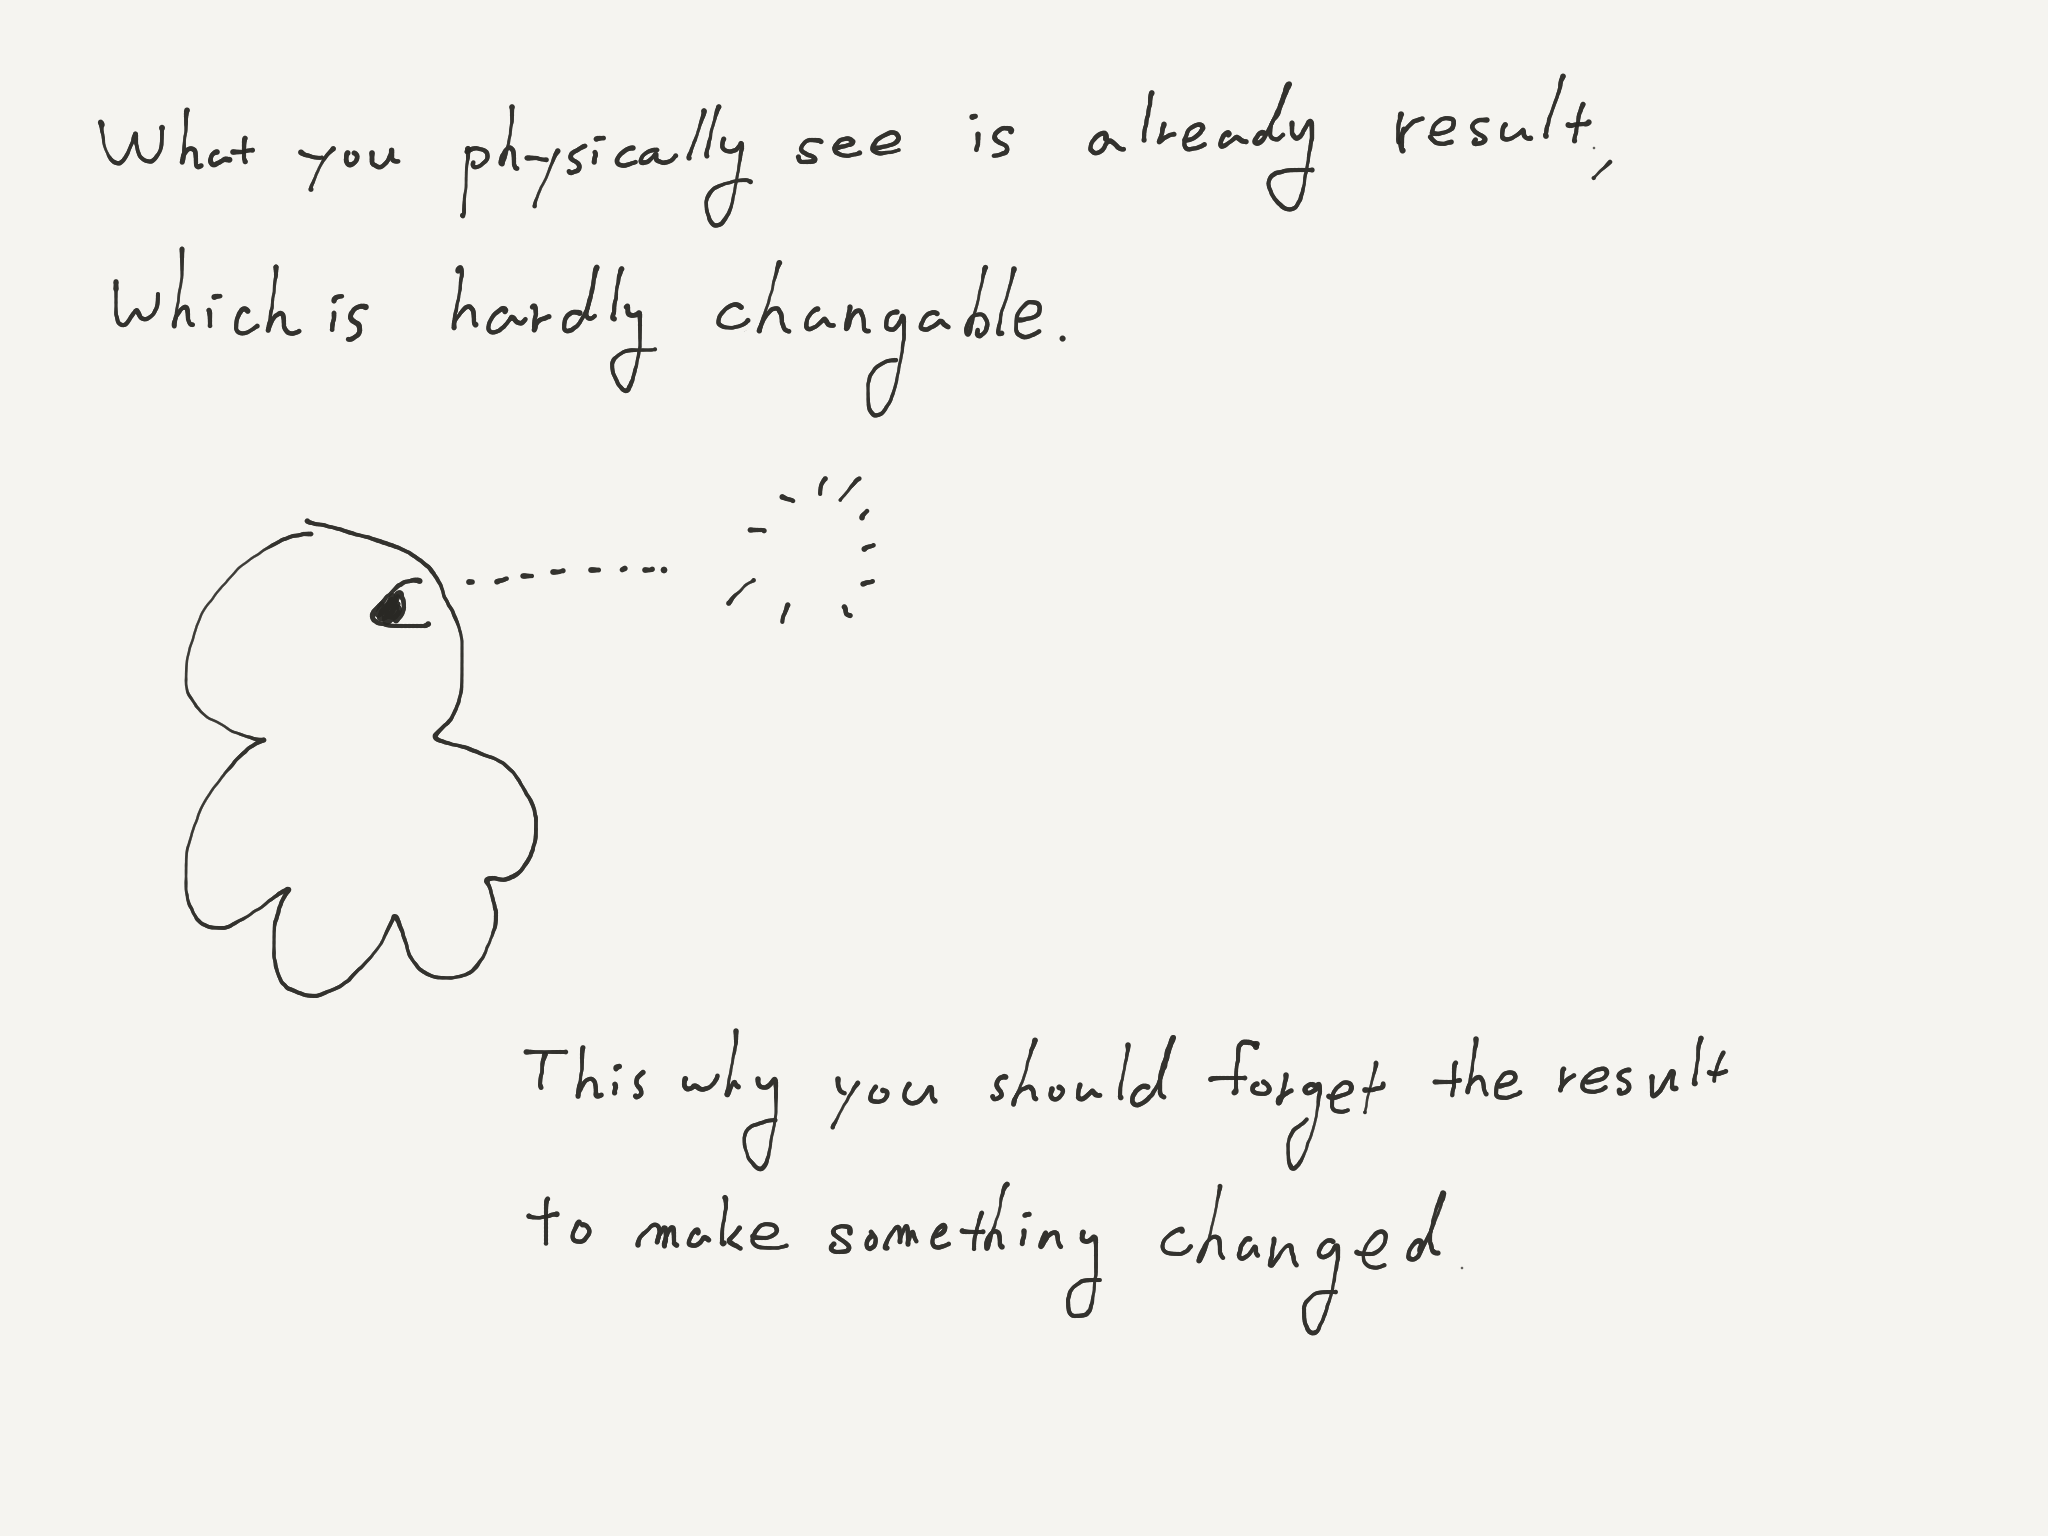 What you physically see is already result,
which is hardly changable.
This why you should forget the result
to make something changed.